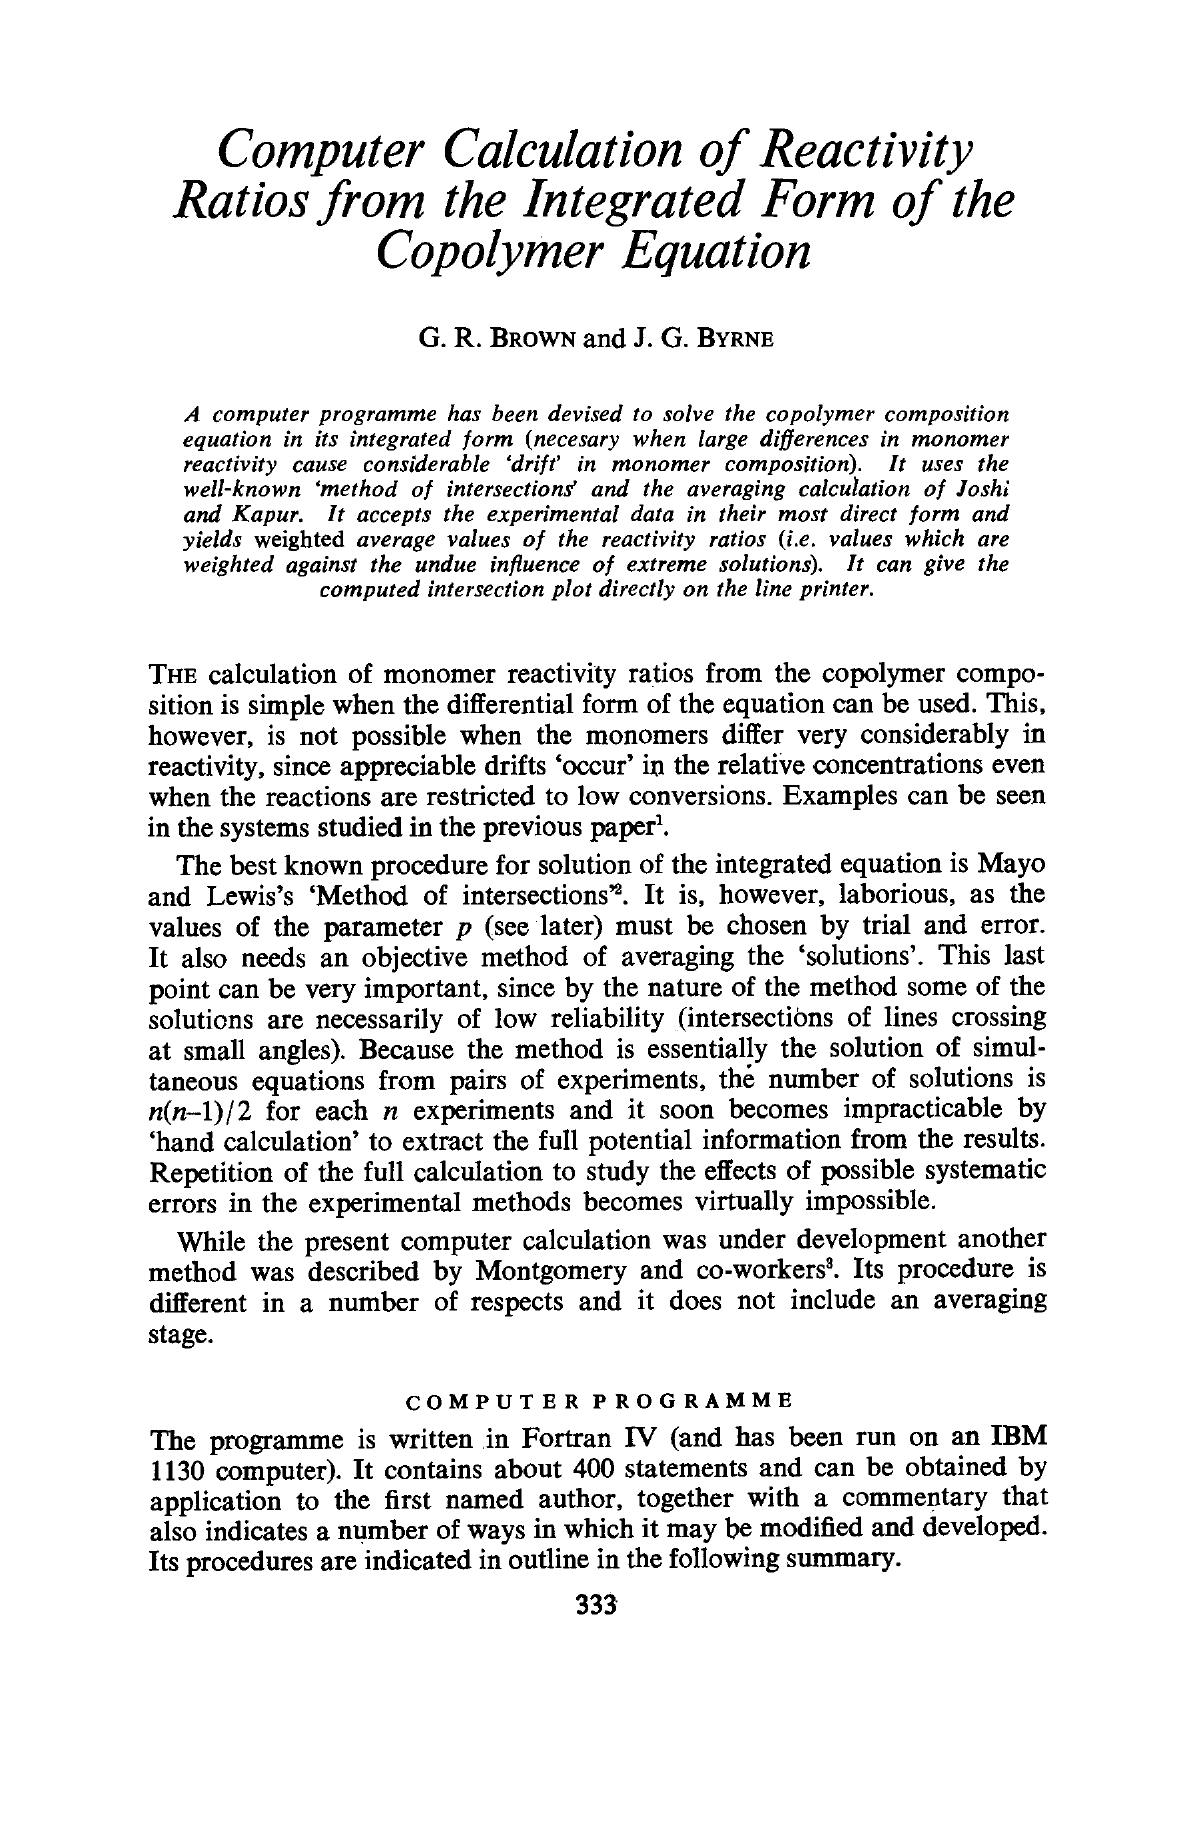 Computer Calculation of Reactivity
Ratios from the Integrated Form of the
Copolymer Equation
G. R. BROWN and J. G. BYRNE
A computer programme has been devised to solve the copolymer composition
equation in its integrated form (necesary when large differences in monomer
reactivity cause considerable ‘drift’ in monomer composition). It uses the
well-known ‘method of intersections’ and the averaging calculation of Joshi
and Kapur. It accepts the experimental data in their most direct form and
yields weighted average values of the reactivity ratios (i.e. values which are
weighted against the undue influence of extreme solutions). It can give the
computed intersection plot directly on the line printer.
THE calculation of monomer reactivity ratios from the copolymer compo-
sition is simple when the differential form of the equation can be used. This,
however, is not possible when the monomers differ very considerably in
reactivity, since appreciable drifts ‘occur’ in the relative concentrations even
when the reactions are restricted to low conversions. Examples can be seen
in the systems studied in the previous paper¹.
The best known procedure for solution of the integrated equation is Mayo
and Lewis’s ‘Method of intersections’². It is, however, laborious, as the
values of the parameter p (see later) must be chosen by trial and error.
It also needs an objective method of averaging the ‘solutions’. This last
point can be very important, since by the nature of the method some of the
solutions are necessarily of low reliability (intersections of lines crossing
at small angles). Because the method is essentially the solution of simul-
taneous equations from pairs of experiments, the number of solutions is
n(n–1)/2 for each n experiments and it soon becomes impracticable by
‘hand calculation’ to extract the full potential information from the results.
Repetition of the full calculation to study the effects of possible systematic
errors in the experimental methods becomes virtually impossible.
While the present computer calculation was under development another
method was described by Montgomery and co-workers³. Its procedure is
different in a number of respects and it does not include an averaging
stage.
COMPUTER PROGRAMME
The programme is written in Fortran IV (and has been run on an IBM
1130 computer). It contains about 400 statements and can be obtained by
application to the first named author, together with a commentary that
also indicates a number of ways in which it may be modified and developed.
Its procedures are indicated in outline in the following summary.
333